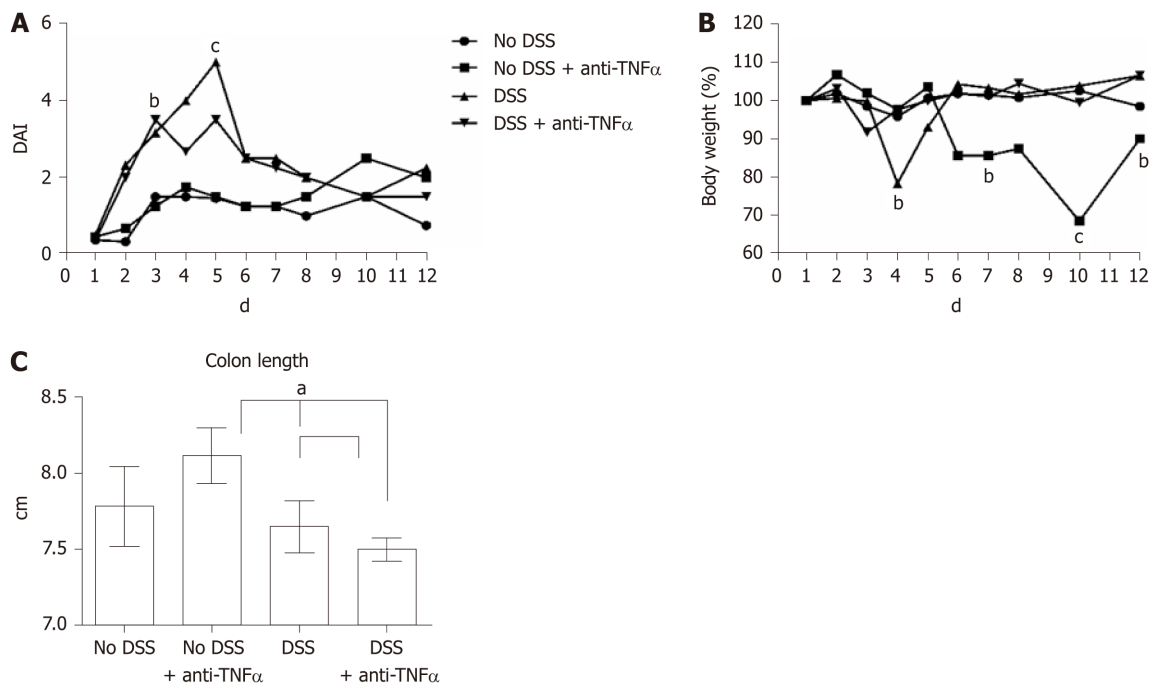 A
6
4
2
0
DAI
b
c
0 1 2 3 4 5 6 7 8 9 10 11 12
d
No DSS
No DSS + anti-TNFα
DSS
DSS + anti-TNFα
B
120
110
100
90
80
70
60
Body weight (%)
b
b
c
b
0 1 2 3 4 5 6 7 8 9 10 11 12
d
C
Colon length
a
8.5
8.0
7.5
7.0
cm
No DSS
No DSS
+ anti-TNFα
DSS
DSS
+ anti-TNFα